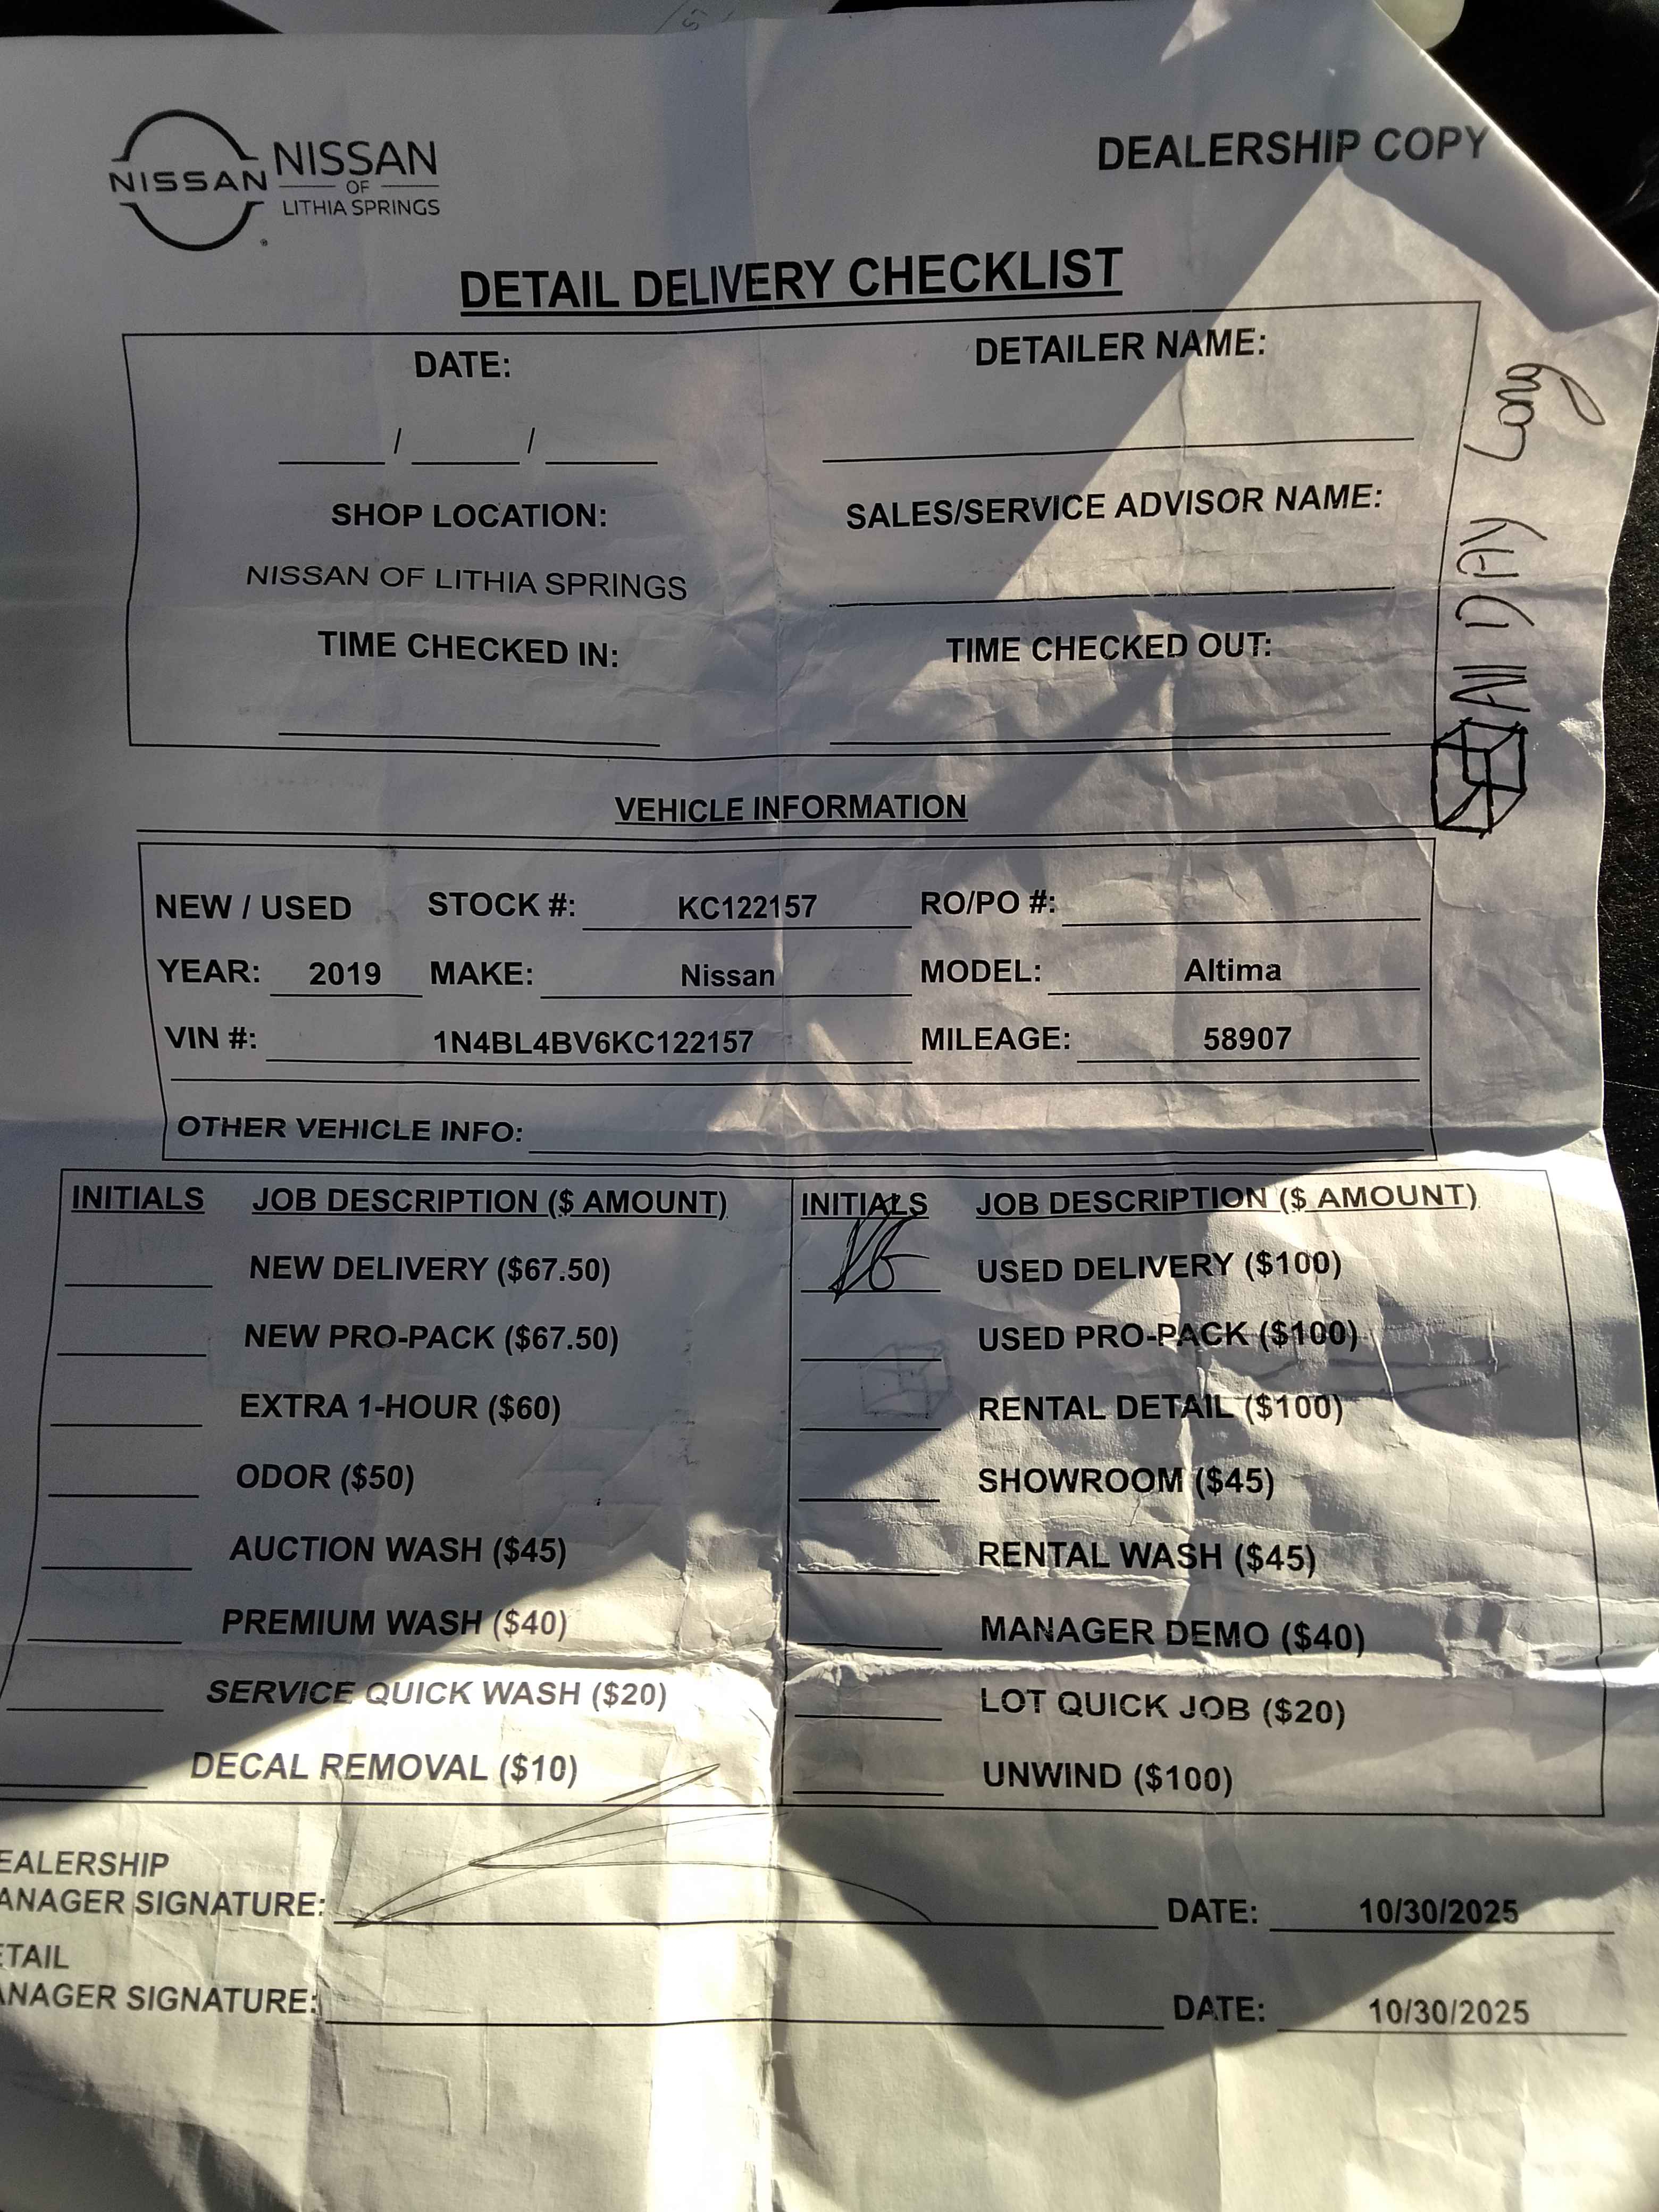 NISSAN
NISSAN
OF
LITHIA SPRINGS
DEALERSHIP COPY
DETAIL DELIVERY CHECKLIST
DATE:
DETAILER NAME:
/ /
SHOP LOCATION:
SALES/SERVICE ADVISOR NAME:
NISSAN OF LITHIA SPRINGS
TIME CHECKED IN:
TIME CHECKED OUT:
VEHICLE INFORMATION
NEW / USED STOCK #: KC122157 RO/PO #:
YEAR: 2019 MAKE: Nissan MODEL: Altima
VIN #: 1N4BL4BV6KC122157 MILEAGE: 58907
OTHER VEHICLE INFO:
INITIALS JOB DESCRIPTION ($ AMOUNT)
NEW DELIVERY ($67.50)
NEW PRO-PACK ($67.50)
EXTRA 1-HOUR ($60)
ODOR ($50)
AUCTION WASH ($45)
PREMIUM WASH ($40)
SERVICE QUICK WASH ($20)
DECAL REMOVAL ($10)
INITIALS JOB DESCRIPTION ($ AMOUNT)
USED DELIVERY ($100)
USED PRO-PACK ($100)
RENTAL DETAIL ($100)
SHOWROOM ($45)
RENTAL WASH ($45)
MANAGER DEMO ($40)
LOT QUICK JOB ($20)
UNWIND ($100)
EALERSHIP
ANAGER SIGNATURE: DATE: 10/30/2025
ETAIL
ANAGER SIGNATURE: DATE: 10/30/2025